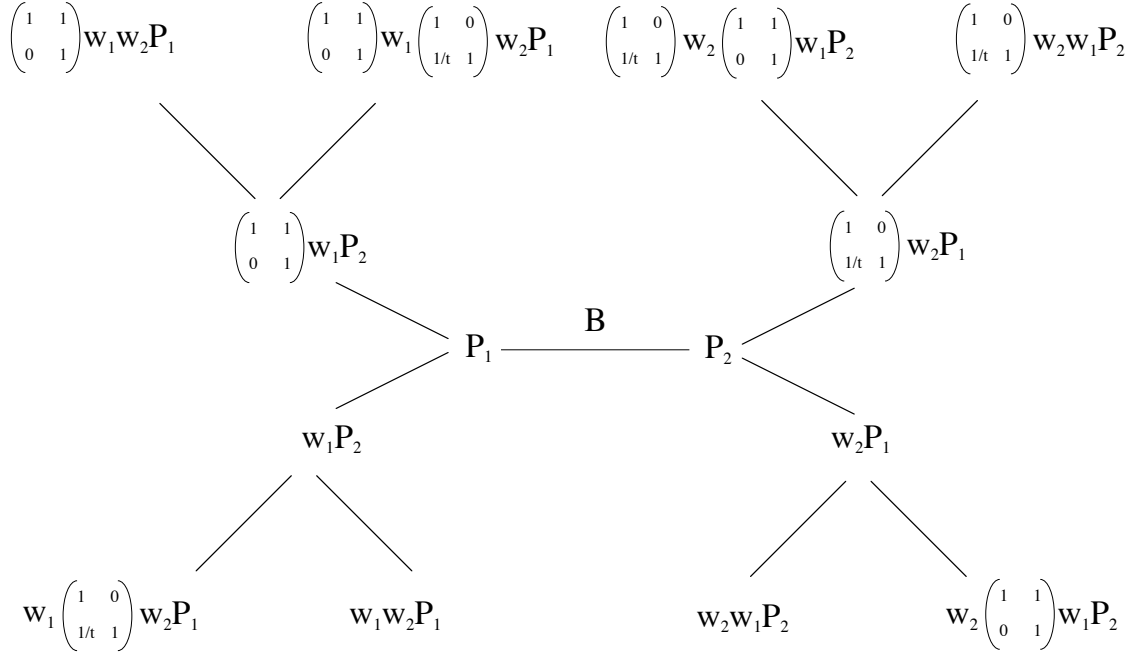 (1 1 0 1)w₁w₂P₁
(1 1 0 1)w₁(1 0 1/t 1)w₂P₁
(1 0 1/t 1)w₂(1 1 0 1)w₁P₂
(1 0 1/t 1)w₂w₁P₂
(1 1 0 1)w₁P₂
(1 0 1/t 1)w₂P₁
B
P₁
P₂
w₁P₂
w₂P₁
w₁(1 0 1/t 1)w₂P₁
w₁w₂P₁
w₂w₁P₂
w₂(1 1 0 1)w₁P₂